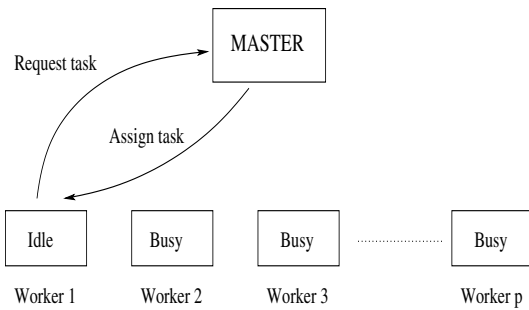 MASTER
Request task
Assign task
Idle Busy Busy Busy
Worker 1 Worker 2 Worker 3 Worker p